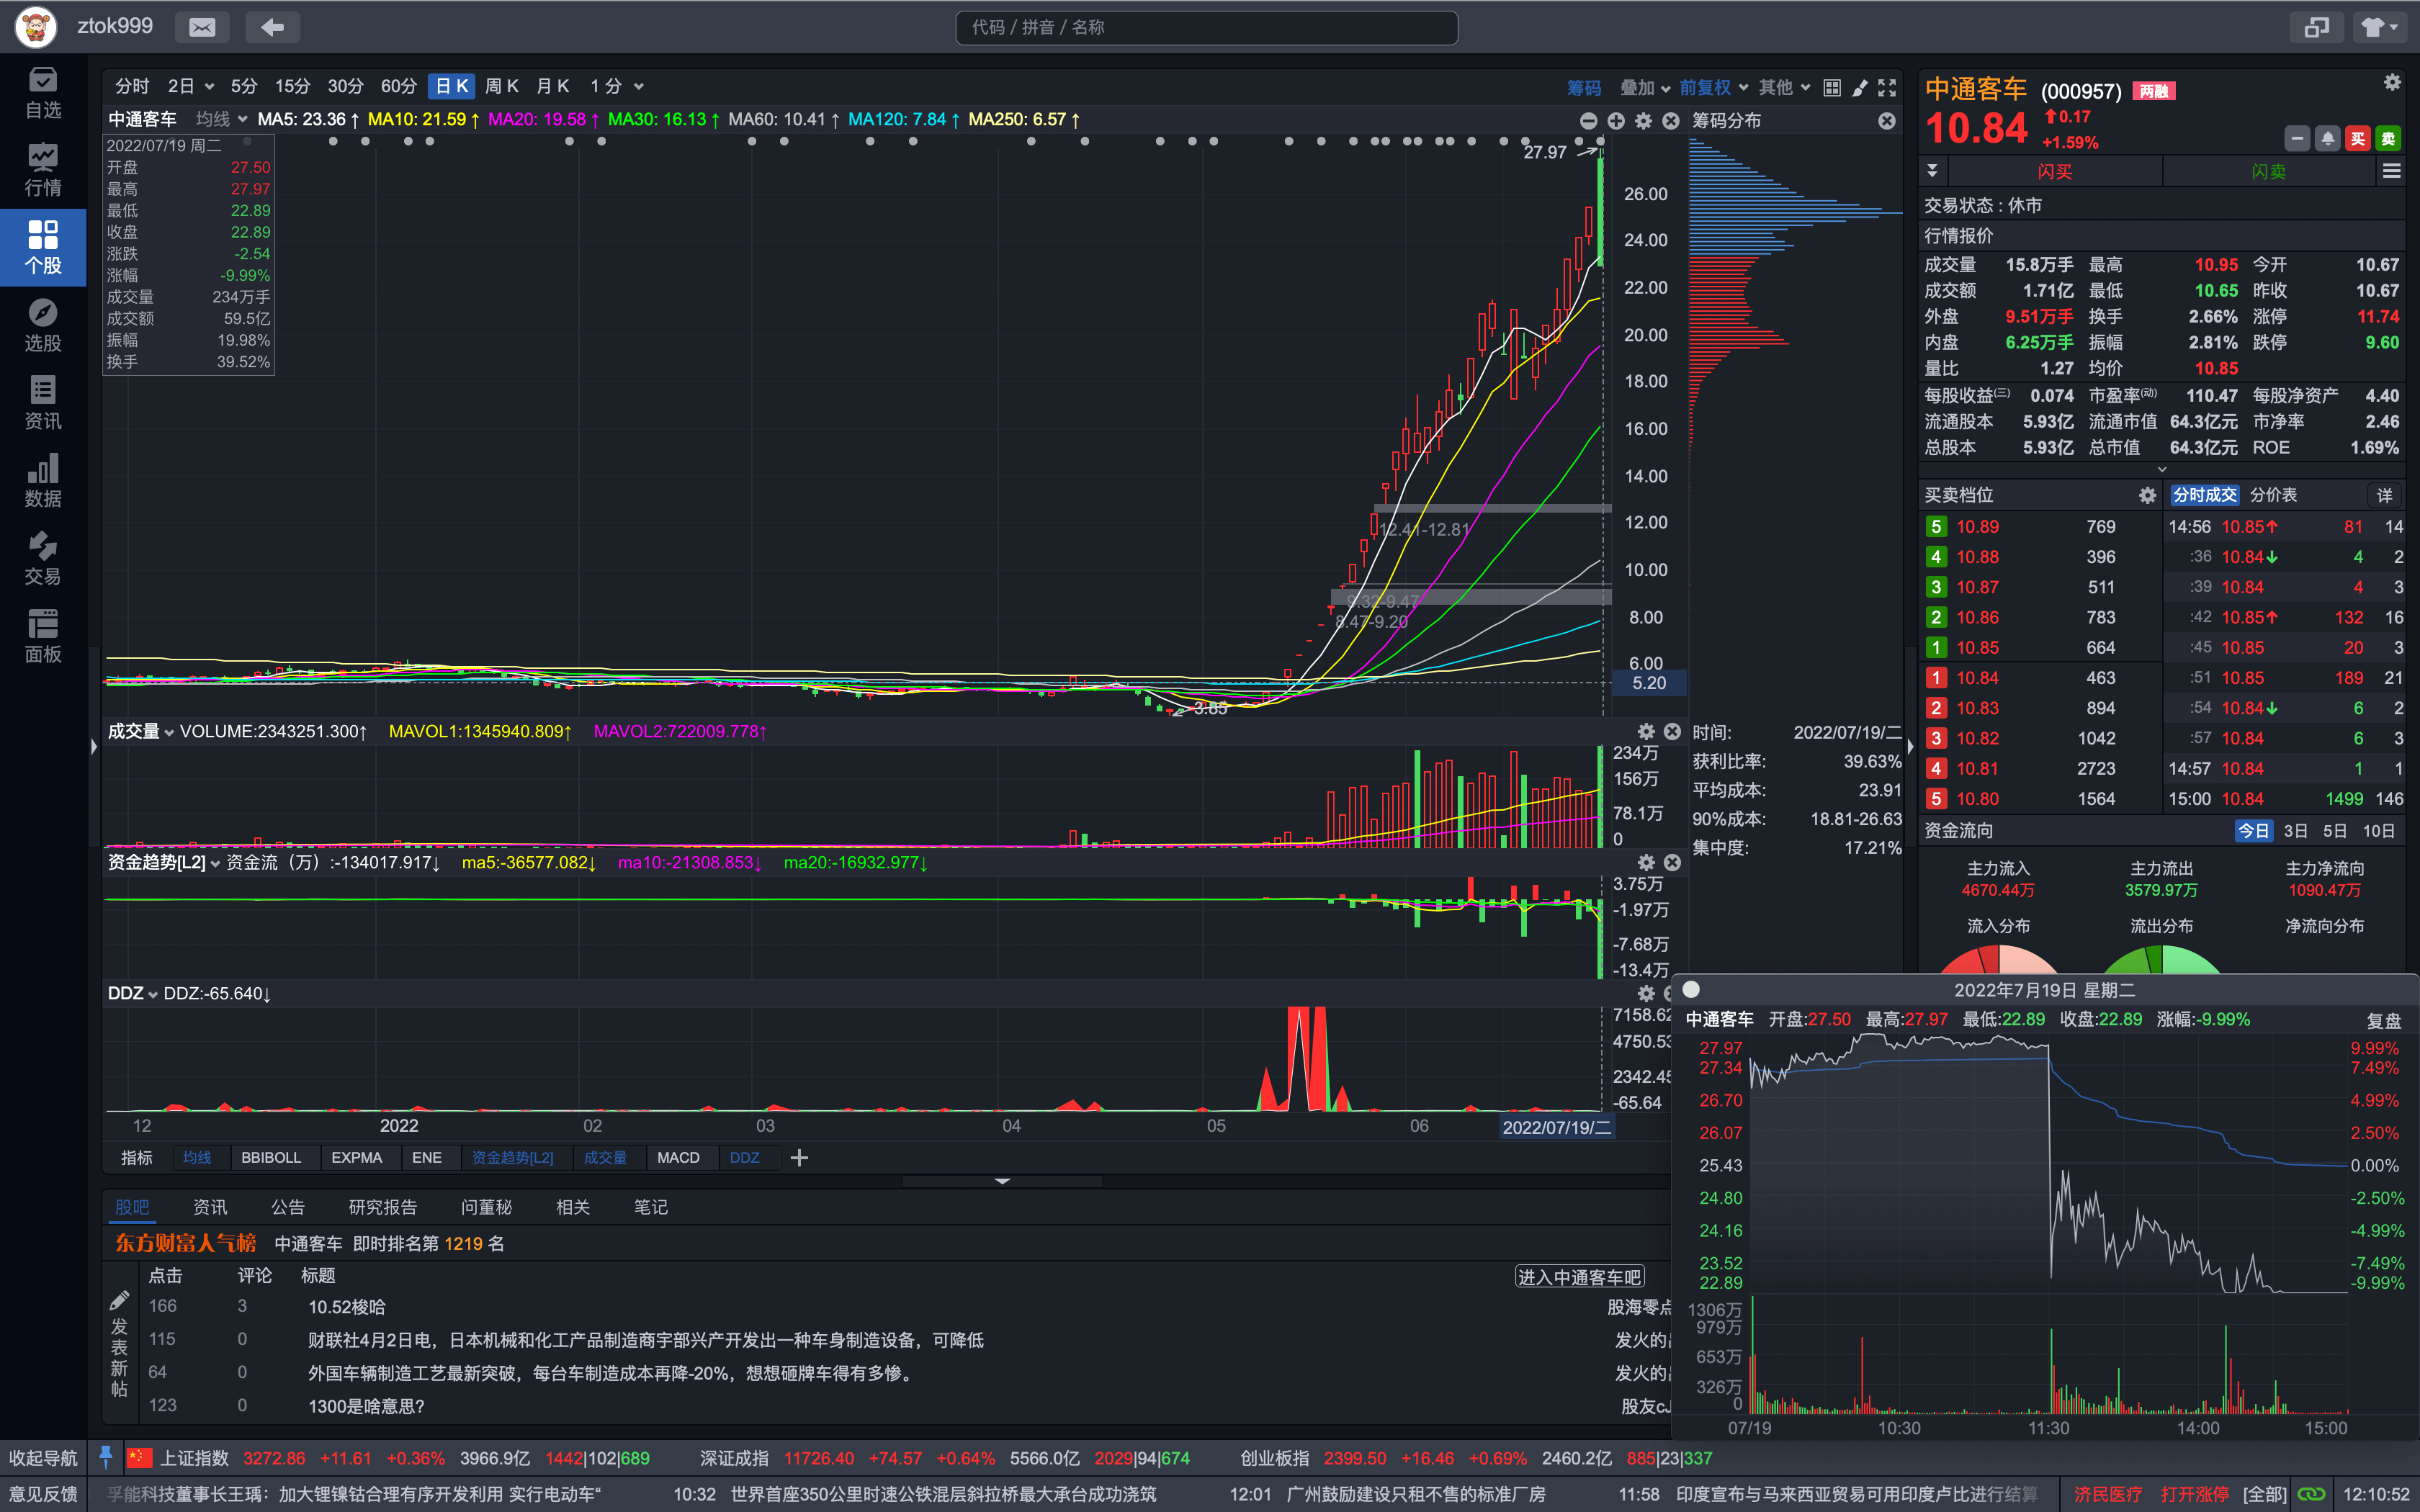 ztok999
代码 / 拼音 / 名称
自选
行情
个股
选股
资讯
数据
交易
面板
分时 2日 5分 15分 30分 60分 日K 周K 月K 1分
筹码 叠加 前复权 其他
中通客车 均线 MA5: 23.36↑ MA10: 21.59↑ MA20: 19.58↑ MA30: 16.13↑ MA60: 10.41↑ MA120: 7.84↑ MA250: 6.57↑
筹码分布
2022/07/19 周二
开盘 27.50
最高 27.97
最低 22.89
收盘 22.89
涨跌 -2.54
涨幅 -9.99%
成交量 234万手
成交额 59.5亿
振幅 19.98%
换手 39.52%
27.97
26.00
24.00
22.00
20.00
18.00
16.00
14.00
12.00
10.00
8.00
6.00
5.20
12.41-12.81
9.32-9.47
8.47-9.20
3.85
成交量 VOLUME:2343251.300↑ MAVOL1:1345940.809↑ MAVOL2:722009.778↑
234万
156万
78.1万
0
资金趋势[L2] 资金流（万）:-134017.917↓ ma5:-36577.082↓ ma10:-21308.853↓ ma20:-16932.977↓
3.75万
-1.97万
-7.68万
-13.4万
DDZ DDZ:-65.640↓
7158.62
4750.53
2342.45
-65.64
12 2022 02 03 04 05 06 2022/07/19/二
指标 均线 BBIBOLL EXPMA ENE 资金趋势[L2] 成交量 MACD DDZ
时间: 2022/07/19/二
获利比率: 39.63%
平均成本: 23.91
90%成本: 18.81-26.63
集中度: 17.21%
股吧 资讯 公告 研究报告 问董秘 相关 笔记
东方财富人气榜 中通客车 即时排名第 1219 名
点击 评论 标题
进入中通客车吧
发表新帖
166 3 10.52梭哈 股海零点
115 0 财联社4月2日电，日本机械和化工产品制造商宇部兴产开发出一种车身制造设备，可降低 发火的
64 0 外国车辆制造工艺最新突破，每台车制造成本再降-20%，想想砸牌车得有多惨。 发火的
123 0 1300是啥意思? 股友cJ
中通客车 (000957) 两融
10.84 0.17
+1.59%
买 卖
闪买 闪卖
交易状态 : 休市
行情报价
成交量 15.8万手 最高 10.95 今开 10.67
成交额 1.71亿 最低 10.65 昨收 10.67
外盘 9.51万手 换手 2.66% 涨停 11.74
内盘 6.25万手 振幅 2.81% 跌停 9.60
量比 1.27 均价 10.85
每股收益(三) 0.074 市盈率(动) 110.47 每股净资产 4.40
流通股本 5.93亿 流通市值 64.3亿元 市净率 2.46
总股本 5.93亿 总市值 64.3亿元 ROE 1.69%
买卖档位 分时成交 分价表 详
5 10.89 769 14:56 10.85↑ 81 14
4 10.88 396 :36 10.84↓ 4 2
3 10.87 511 :39 10.84 4 3
2 10.86 783 :42 10.85↑ 132 16
1 10.85 664 :45 10.85 20 3
1 10.84 463 :51 10.85 189 21
2 10.83 894 :54 10.84↓ 6 2
3 10.82 1042 :57 10.84 6 3
4 10.81 2723 14:57 10.84 1 1
5 10.80 1564 15:00 10.84 1499 146
资金流向 今日 3日 5日 10日
主力流入 主力流出 主力净流向
4670.44万 3579.97万 1090.47万
流入分布 流出分布 净流向分布
2022年7月19日 星期二
中通客车 开盘:27.50 最高:27.97 最低:22.89 收盘:22.89 涨幅:-9.99% 复盘
27.97 9.99%
27.34 7.49%
26.70 4.99%
26.07 2.50%
25.43 0.00%
24.80 -2.50%
24.16 -4.99%
23.52 -7.49%
22.89 -9.99%
1306万
979万
653万
326万
0
07/19 10:30 11:30 14:00 15:00
收起导航 上证指数 3272.86 +11.61 +0.36% 3966.9亿 1442|102|689 深证成指 11726.40 +74.57 +0.64% 5566.0亿 2029|94|674 创业板指 2399.50 +16.46 +0.69% 2460.2亿 885|23|337
意见反馈 孚能科技董事长王瑀：加大锂镍钴合理有序开发利用 实行电动车“ 10:32 世界首座350公里时速公铁混层斜拉桥最大承台成功浇筑 12:01 广州鼓励建设只租不售的标准厂房 11:58 印度宣布与马来西亚贸易可用印度卢比进行结算 济民医疗 打开涨停 [全部] 12:10:52